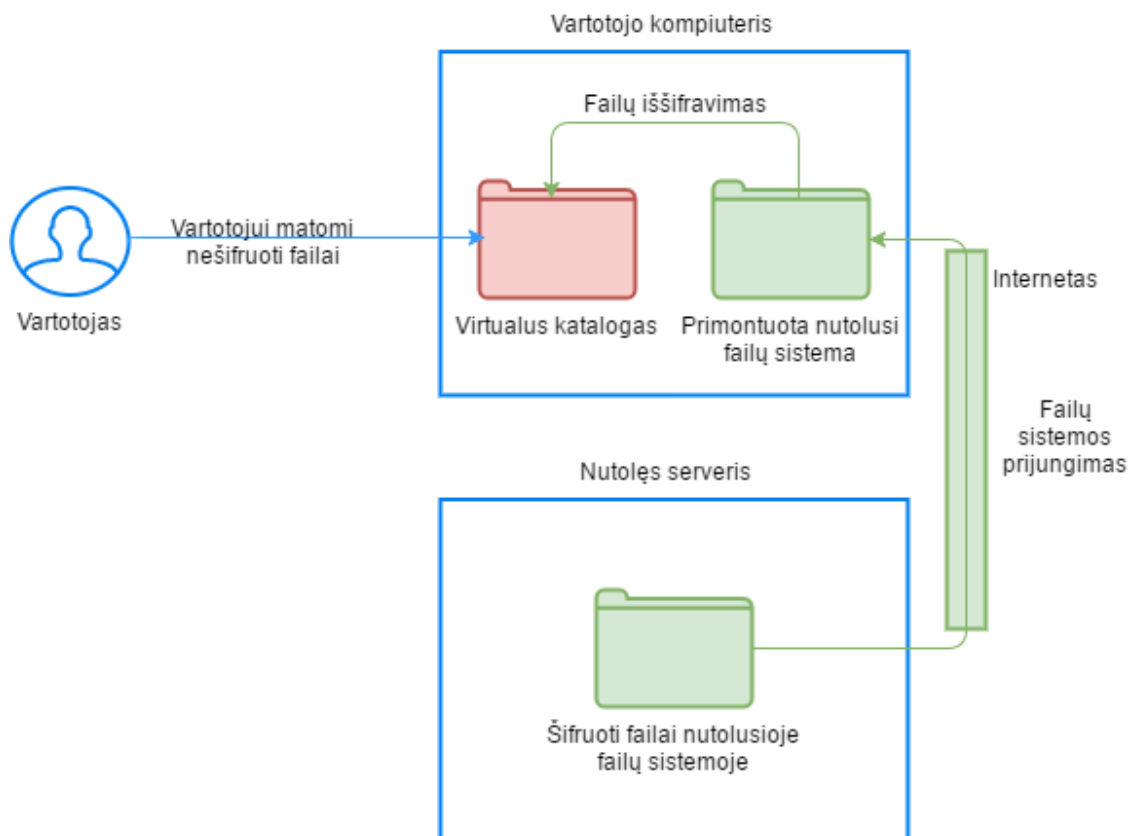 Vartotojo kompiuteris
Failų iššifravimas
Vartotojui matomi
nešifruoti failai
Vartotojas
Virtualus katalogas
Primontuota nutolusi
failų sistema
Internetas
Failų
sistemos
prijungimas
Nutolęs serveris
Šifruoti failai nutolusioje
failų sistemoje